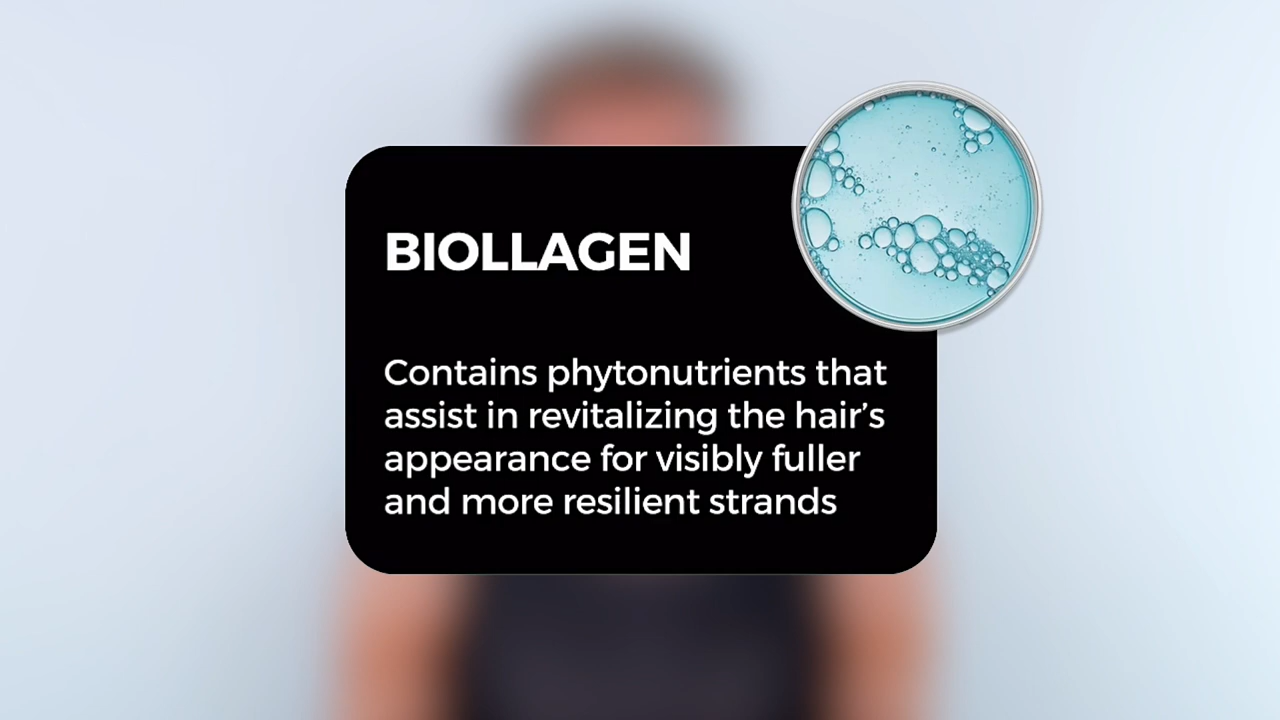 BIOLLAGEN
Contains phytonutrients that
assist in revitalizing the hair’s
appearance for visibly fuller
and more resilient strands